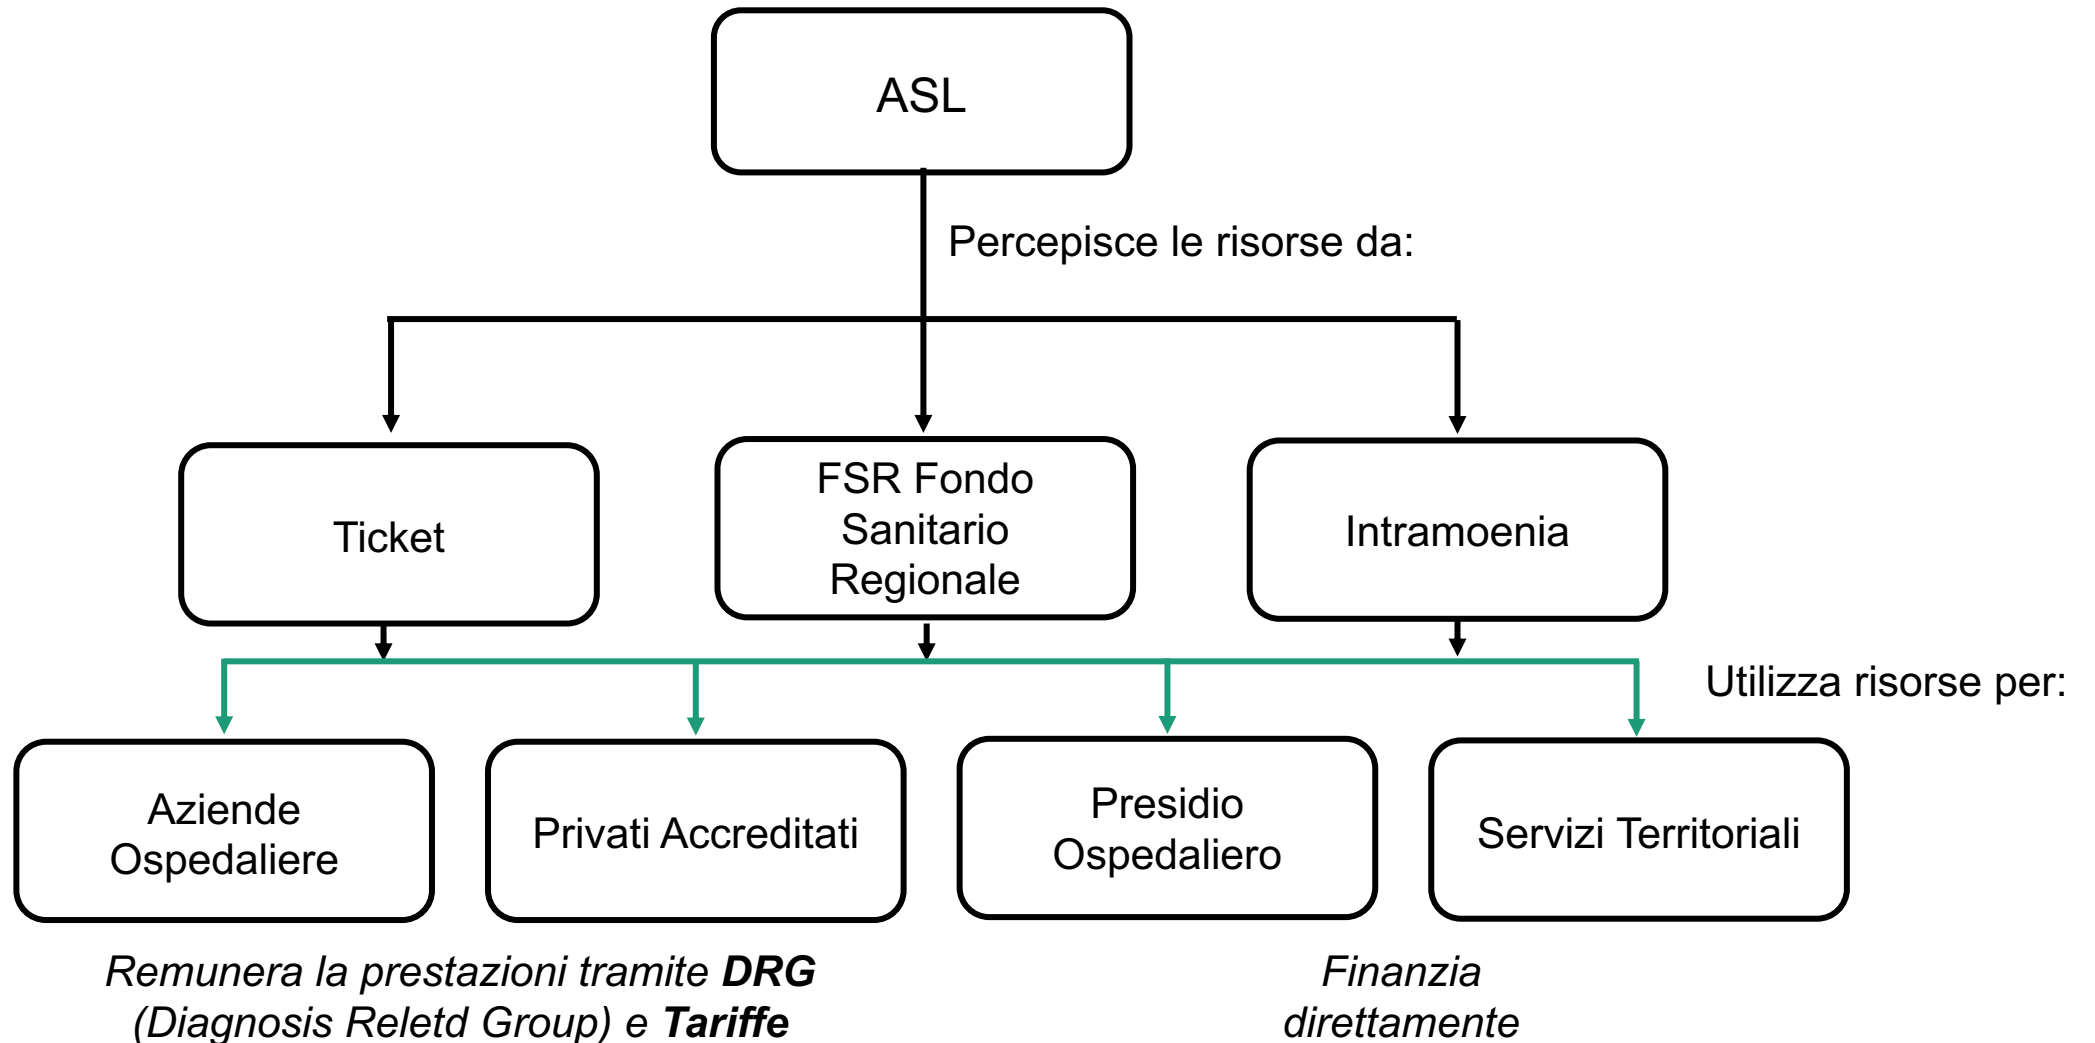 ASL
Percepisce le risorse da:
Ticket
FSR Fondo
Sanitario
Regionale
Intramoenia
Utilizza risorse per:
Aziende
Ospedaliere
Privati Accreditati
Presidio
Ospedaliero
Servizi Territoriali
Remunera la prestazioni tramite DRG
(Diagnosis Reletd Group) e Tariffe
Finanzia
direttamente